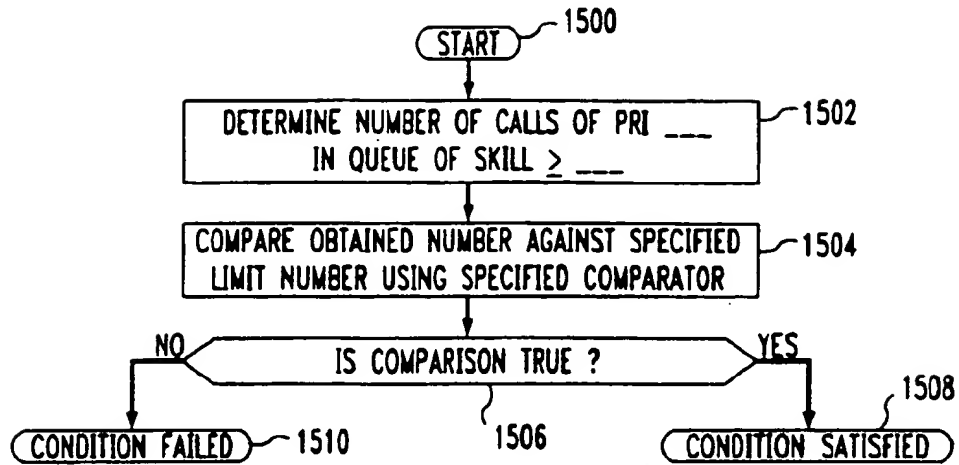 START
1500
DETERMINE NUMBER OF CALLS OF PRI ___
IN QUEUE OF SKILL ≥ ___
1502
COMPARE OBTAINED NUMBER AGAINST SPECIFIED
LIMIT NUMBER USING SPECIFIED COMPARATOR
1504
NO
IS COMPARISON TRUE ?
YES
1506
1508
CONDITION FAILED
1510
CONDITION SATISFIED